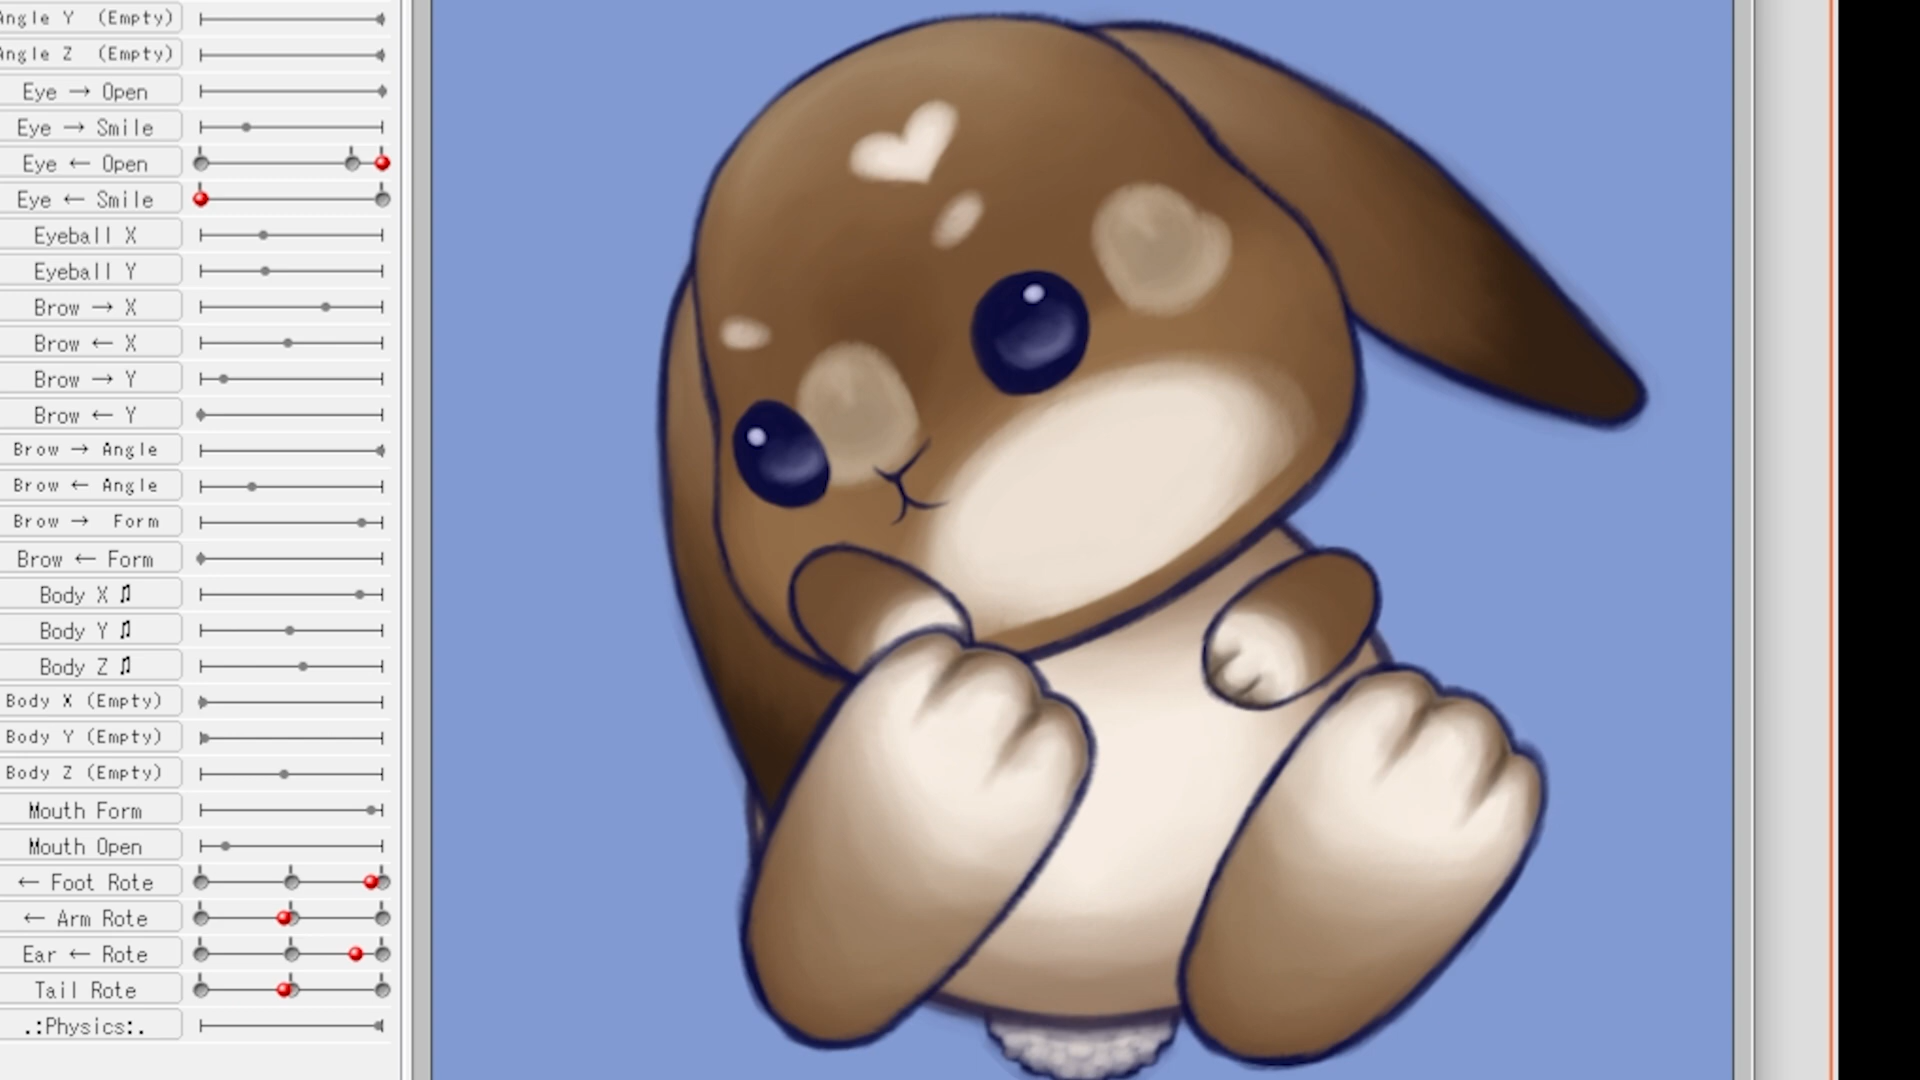 Angle Y (Empty)
Angle Z (Empty)
Eye → Open
Eye → Smile
Eye ← Open
Eye ← Smile
Eyeball X
Eyeball Y
Brow → X
Brow ← X
Brow → Y
Brow ← Y
Brow → Angle
Brow ← Angle
Brow → Form
Brow ← Form
Body X ♫
Body Y ♫
Body Z ♫
Body X (Empty)
Body Y (Empty)
Body Z (Empty)
Mouth Form
Mouth Open
← Foot Rote
← Arm Rote
Ear ← Rote
Tail Rote
.:Physics:.